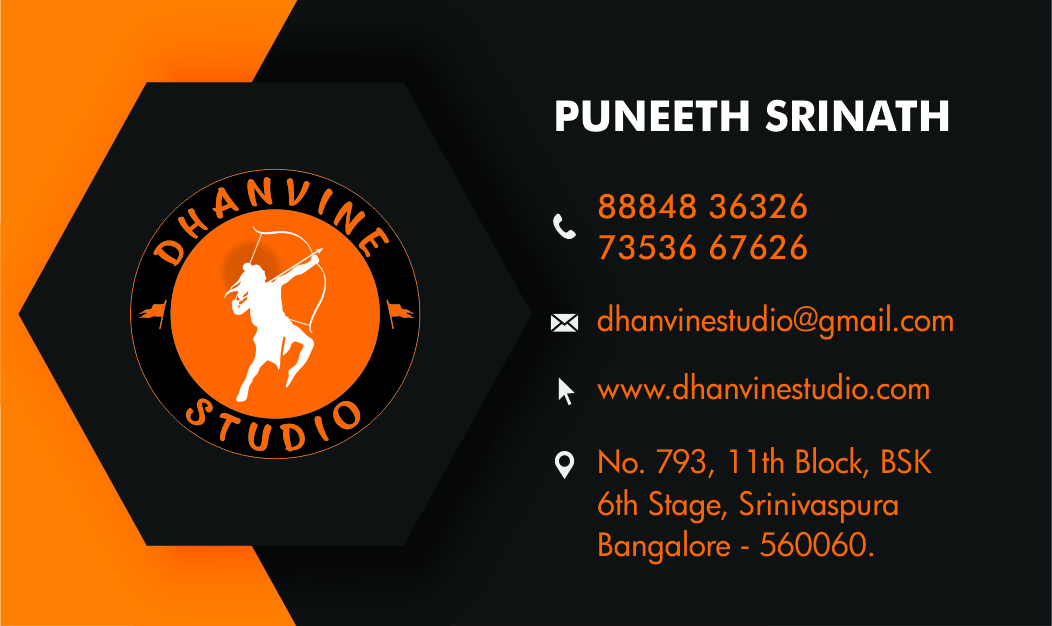 DHANVINE
STUDIO
PUNEETH SRINATH
88848 36326
73536 67626
dhanvinestudio@gmail.com
www.dhanvinestudio.com
No. 793, 11th Block, BSK
6th Stage, Srinivaspura
Bangalore - 560060.